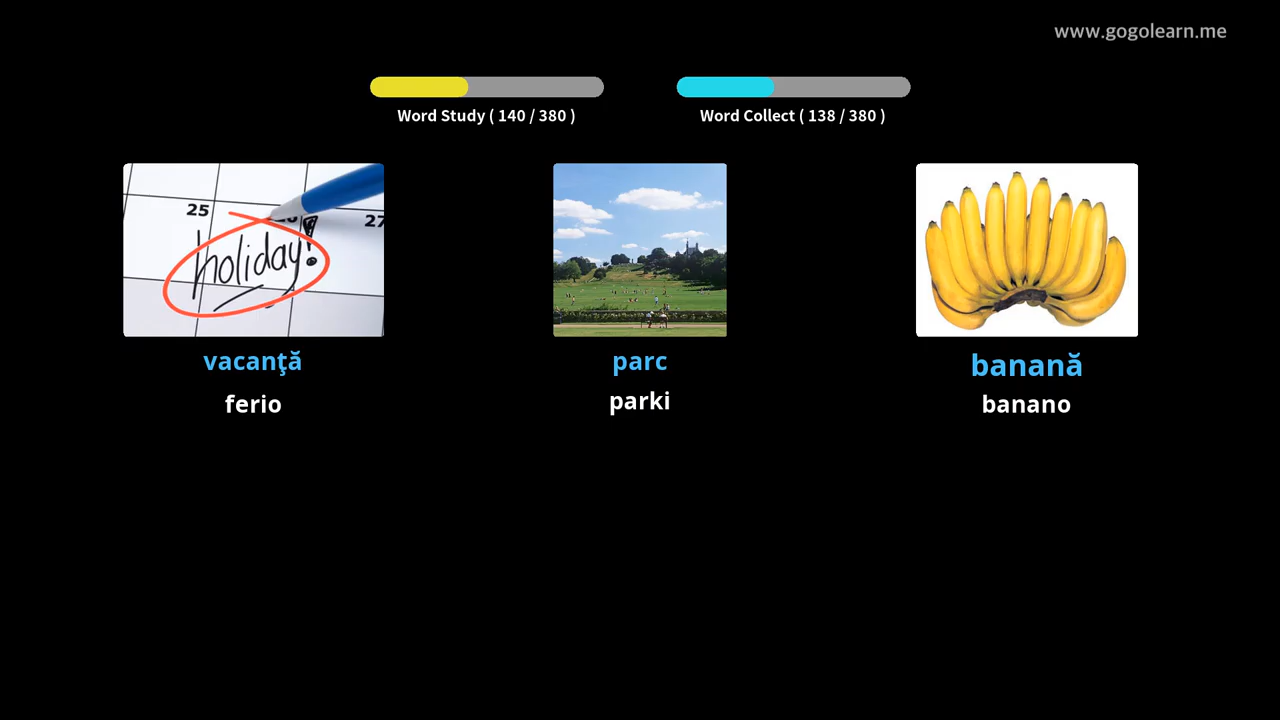 www.gogolearn.me
Word Study ( 140 / 380 )
Word Collect ( 138 / 380 )
25
27
holiday!
vacanţă
parc
banană
ferio
parki
banano